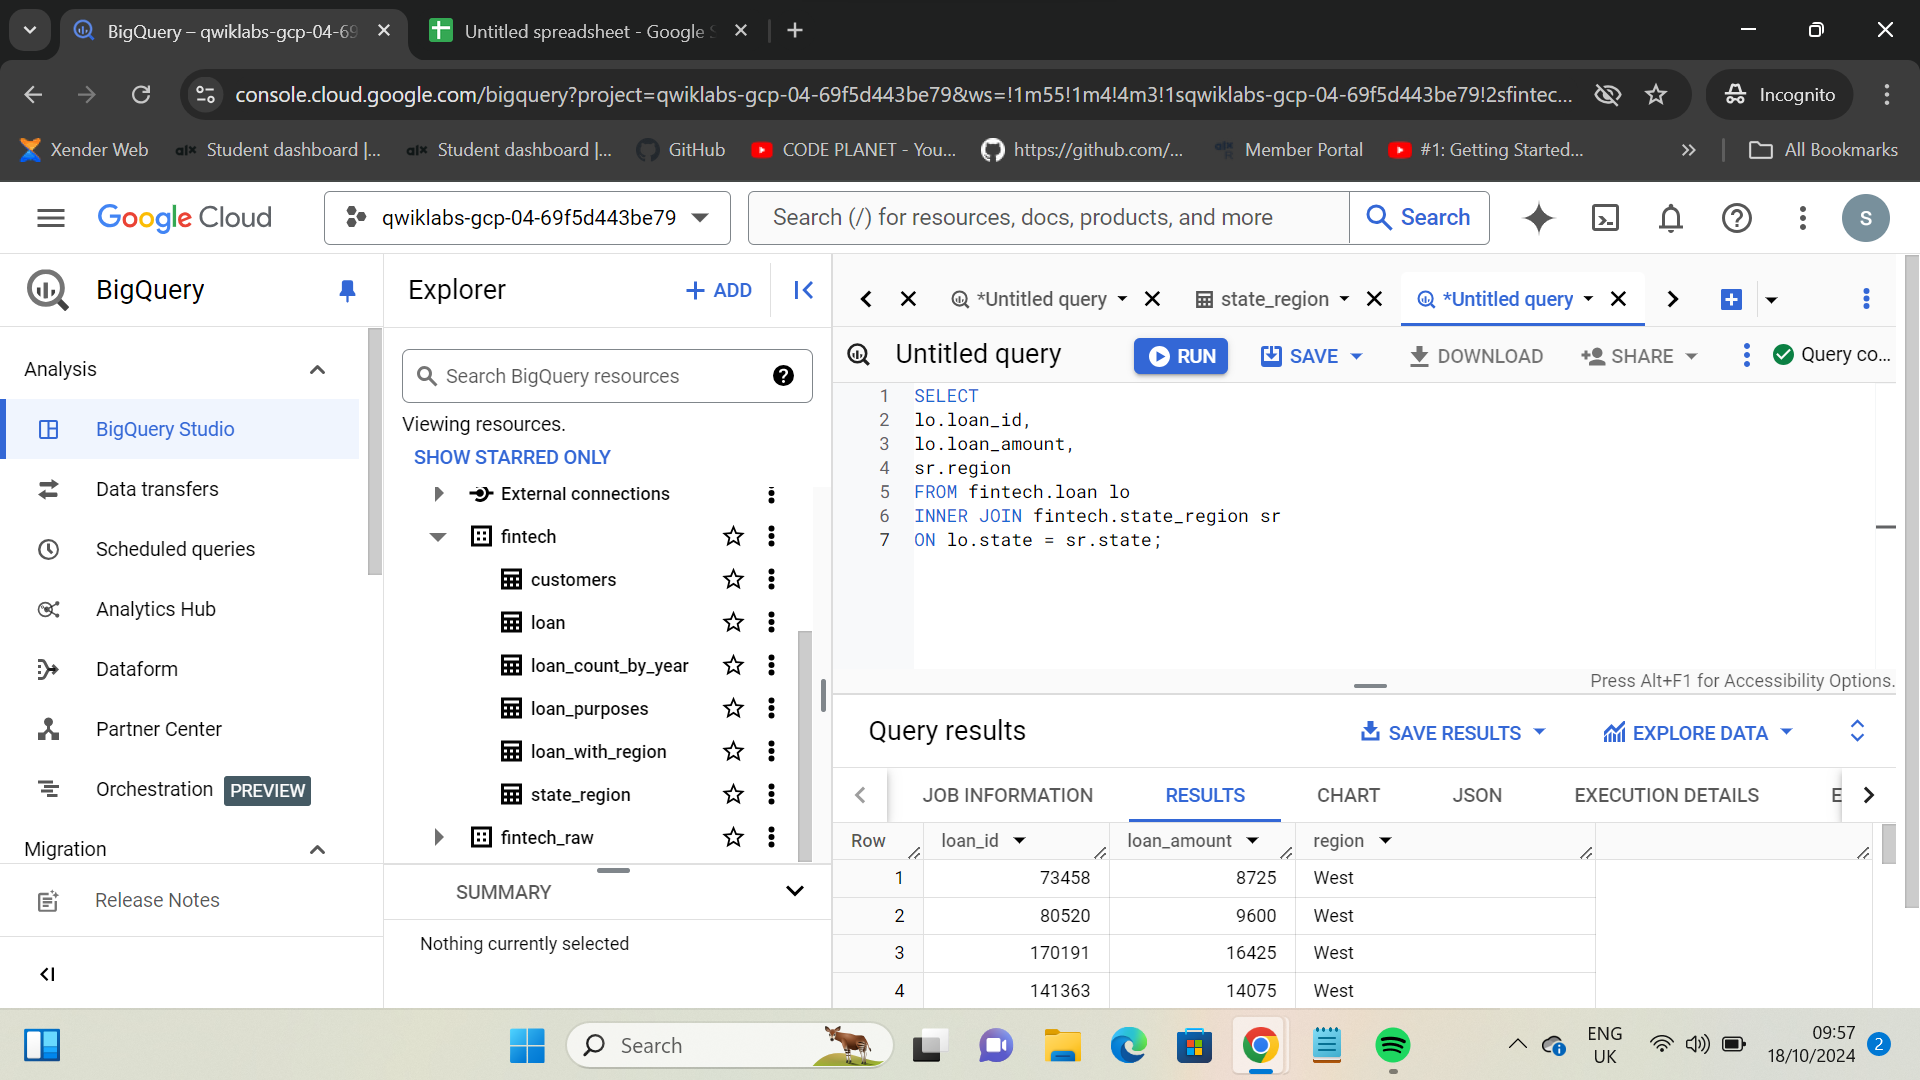 BigQuery – qwiklabs-gcp-04-69
Untitled spreadsheet - Google S
console.cloud.google.com/bigquery?project=qwiklabs-gcp-04-69f5d443be79&ws=!1m55!1m4!4m3!1sqwiklabs-gcp-04-69f5d443be79!2sfintec...
Incognito
Xender Web
Student dashboard |...
Student dashboard |...
GitHub
CODE PLANET - You...
https://github.com/...
Member Portal
#1: Getting Started...
All Bookmarks
Google Cloud
qwiklabs-gcp-04-69f5d443be79
Search (/) for resources, docs, products, and more
Search
S
BigQuery
Analysis
BigQuery Studio
Data transfers
Scheduled queries
Analytics Hub
Dataform
Partner Center
Orchestration PREVIEW
Migration
Release Notes
Explorer
ADD
Search BigQuery resources
Viewing resources.
SHOW STARRED ONLY
External connections
fintech
customers
loan
loan_count_by_year
loan_purposes
loan_with_region
state_region
fintech_raw
SUMMARY
Nothing currently selected
*Untitled query
state_region
*Untitled query
Untitled query
RUN
SAVE
DOWNLOAD
SHARE
Query co...
1 SELECT
2 lo.loan_id,
3 lo.loan_amount,
4 sr.region
5 FROM fintech.loan lo
6 INNER JOIN fintech.state_region sr
7 ON lo.state = sr.state;
Press Alt+F1 for Accessibility Options.
Query results
SAVE RESULTS
EXPLORE DATA
JOB INFORMATION RESULTS CHART JSON EXECUTION DETAILS E
Row loan_id loan_amount region
1 73458 8725 West
2 80520 9600 West
3 170191 16425 West
4 141363 14075 West
Search
ENG
UK
09:57
18/10/2024
2